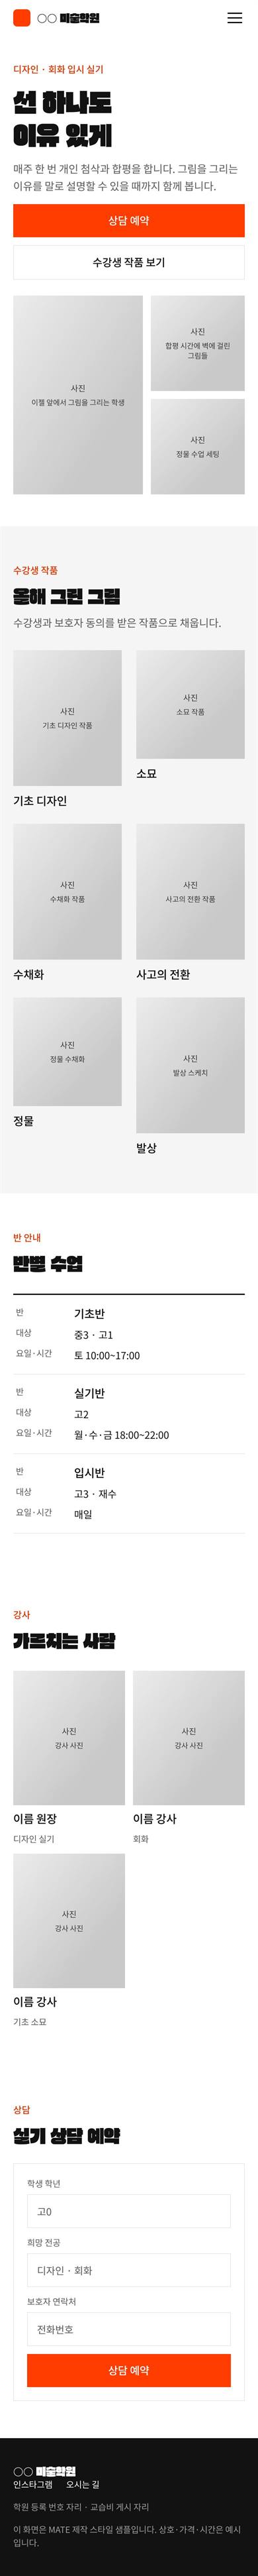 ○○ 미술학원
디자인 · 회화 입시 실기
선 하나도
이유 있게
매주 한 번 개인 첨삭과 합평을 합니다. 그림을 그리는
이유를 말로 설명할 수 있을 때까지 함께 봅니다.
상담 예약
수강생 작품 보기
사진
이젤 앞에서 그림을 그리는 학생
사진
합평 시간에 벽에 걸린
그림들
사진
정물 수업 세팅
수강생 작품
올해 그린 그림
수강생과 보호자 동의를 받은 작품으로 채웁니다.
사진
기초 디자인 작품
기초 디자인
사진
소묘 작품
소묘
사진
수채화 작품
수채화
사진
사고의 전환 작품
사고의 전환
사진
정물 수채화
정물
사진
발상 스케치
발상
반 안내
반별 수업
반 기초반
대상 중3 · 고1
요일·시간 토 10:00~17:00
반 실기반
대상 고2
요일·시간 월·수·금 18:00~22:00
반 입시반
대상 고3 · 재수
요일·시간 매일
강사
가르치는 사람
사진
강사 사진
이름 원장
디자인 실기
사진
강사 사진
이름 강사
회화
사진
강사 사진
이름 강사
기초 소묘
상담
실기 상담 예약
학생 학년
고0
희망 전공
디자인 · 회화
보호자 연락처
전화번호
상담 예약
○○ 미술학원
인스타그램 오시는 길
학원 등록 번호 자리 · 교습비 게시 자리
이 화면은 MATE 제작 스타일 샘플입니다. 상호·가격·시간은 예시
입니다.